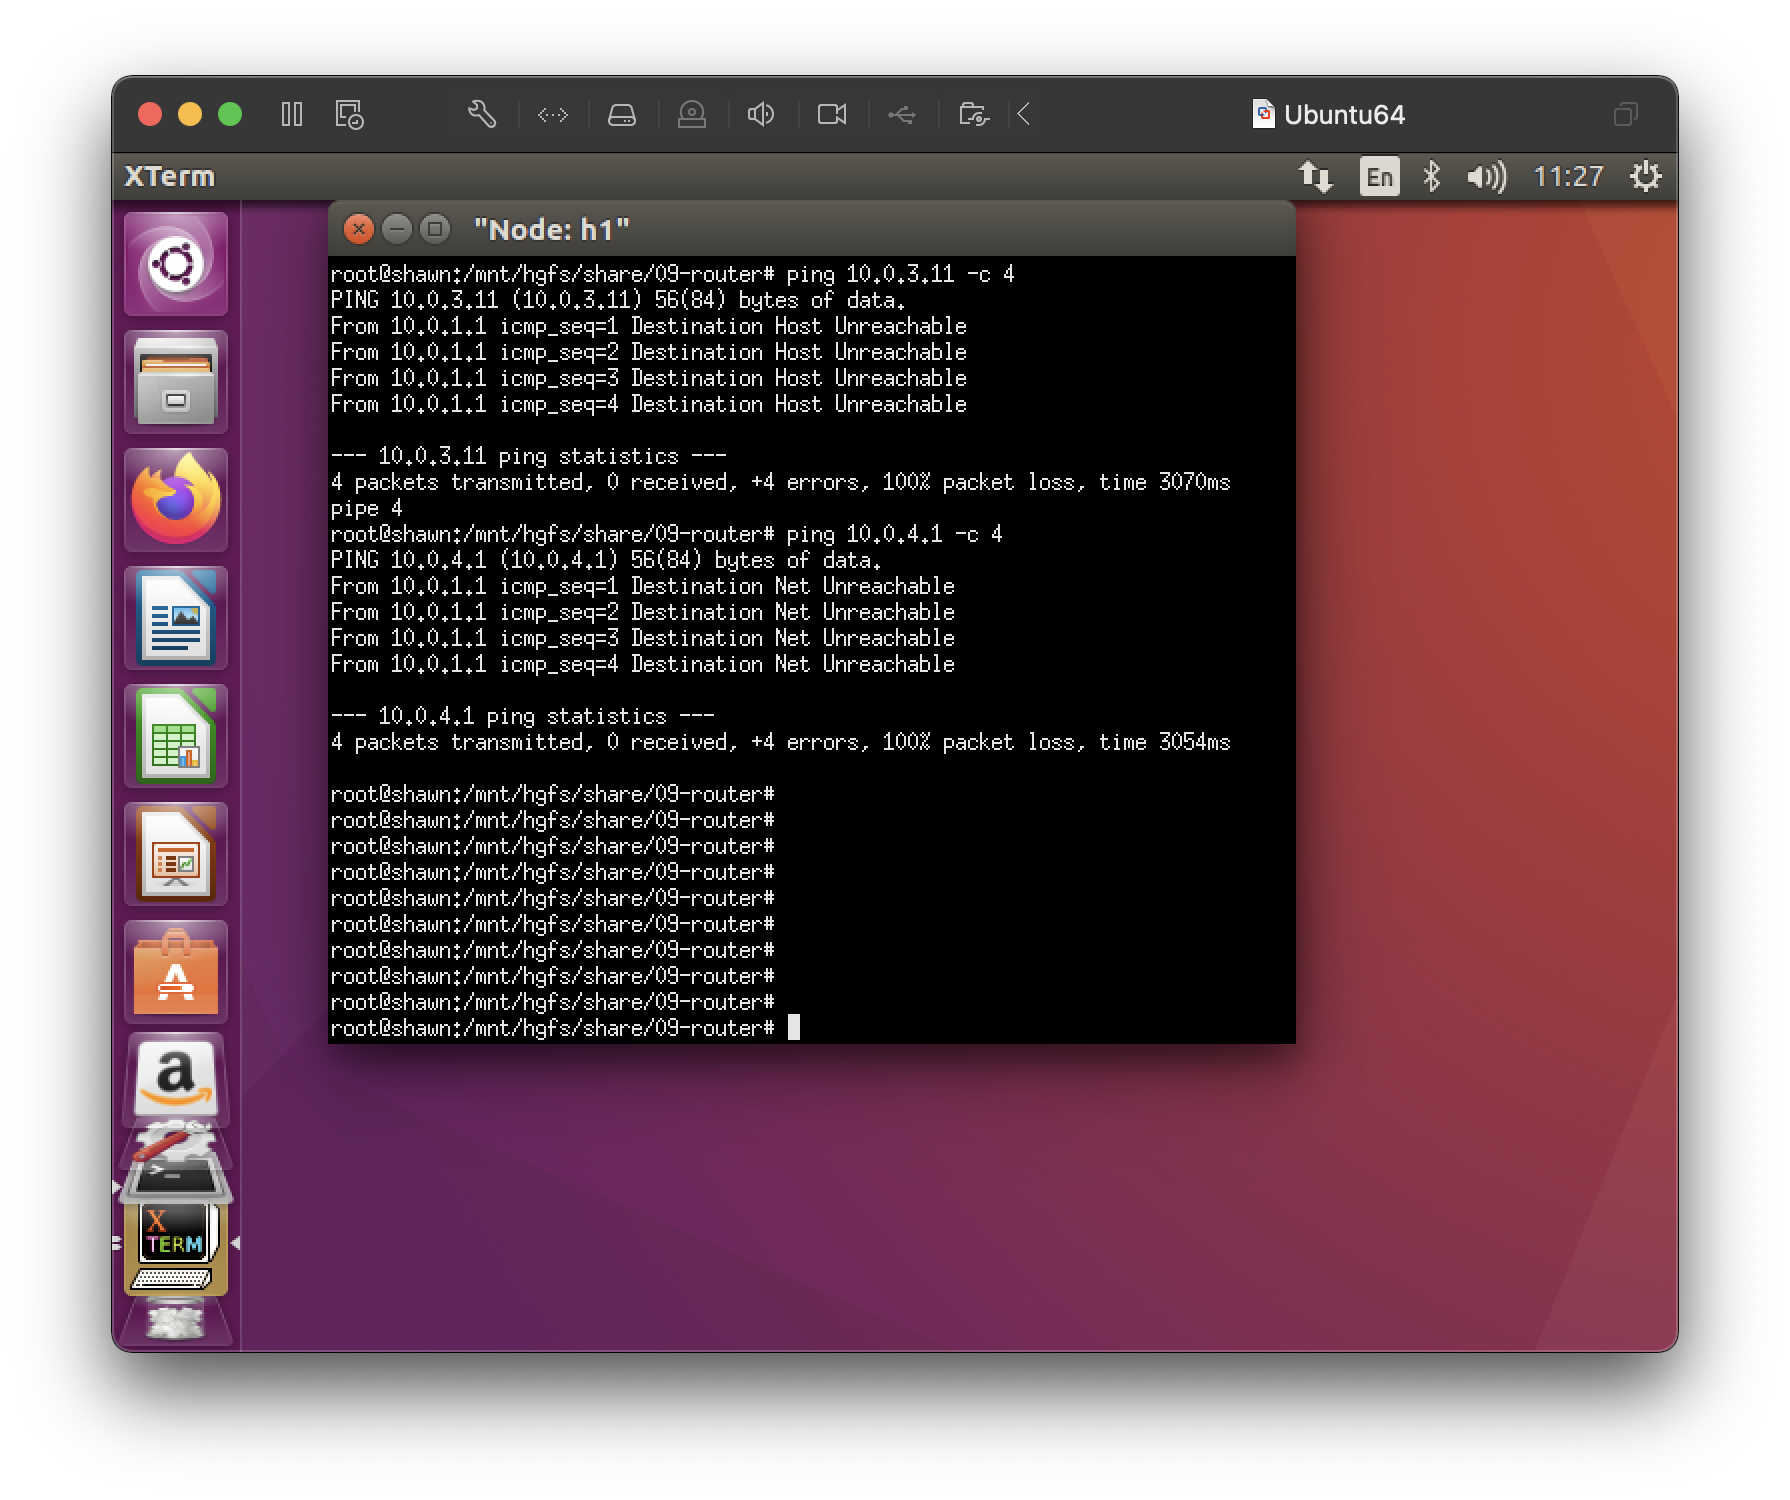 Ubuntu64
XTerm
En
11:27
"Node: h1"
root@shawn:/mnt/hgfs/share/09-router# ping 10.0.3.11 -c 4
PING 10.0.3.11 (10.0.3.11) 56(84) bytes of data.
From 10.0.1.1 icmp_seq=1 Destination Host Unreachable
From 10.0.1.1 icmp_seq=2 Destination Host Unreachable
From 10.0.1.1 icmp_seq=3 Destination Host Unreachable
From 10.0.1.1 icmp_seq=4 Destination Host Unreachable
--- 10.0.3.11 ping statistics ---
4 packets transmitted, 0 received, +4 errors, 100% packet loss, time 3070ms
pipe 4
root@shawn:/mnt/hgfs/share/09-router# ping 10.0.4.1 -c 4
PING 10.0.4.1 (10.0.4.1) 56(84) bytes of data.
From 10.0.1.1 icmp_seq=1 Destination Net Unreachable
From 10.0.1.1 icmp_seq=2 Destination Net Unreachable
From 10.0.1.1 icmp_seq=3 Destination Net Unreachable
From 10.0.1.1 icmp_seq=4 Destination Net Unreachable
--- 10.0.4.1 ping statistics ---
4 packets transmitted, 0 received, +4 errors, 100% packet loss, time 3054ms
root@shawn:/mnt/hgfs/share/09-router#
root@shawn:/mnt/hgfs/share/09-router#
root@shawn:/mnt/hgfs/share/09-router#
root@shawn:/mnt/hgfs/share/09-router#
root@shawn:/mnt/hgfs/share/09-router#
root@shawn:/mnt/hgfs/share/09-router#
root@shawn:/mnt/hgfs/share/09-router#
root@shawn:/mnt/hgfs/share/09-router#
root@shawn:/mnt/hgfs/share/09-router#
root@shawn:/mnt/hgfs/share/09-router#
A
a
>_
X
TERM